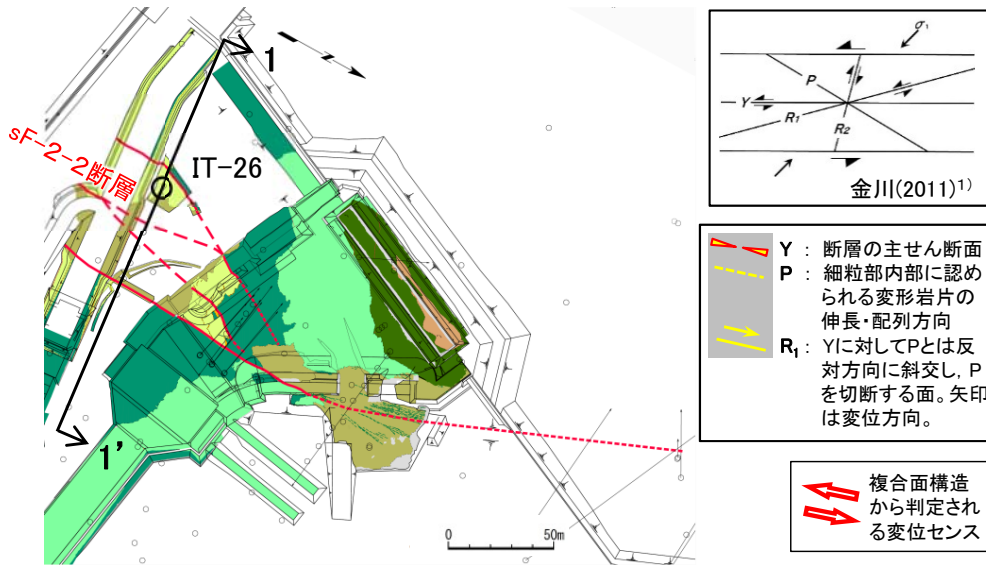 1
sF-2-2断層
IT-26
1’
0
50m
σ1
P
Y
R1
R2
金川(2011)1)
Y : 断層の主せん断面
P : 細粒部内部に認め
られる変形岩片の
伸長・配列方向
R1: Yに対してPとは反
対方向に斜交し, P
を切断する面。矢印
は変位方向。
複合面構造
から判定され
る変位センス